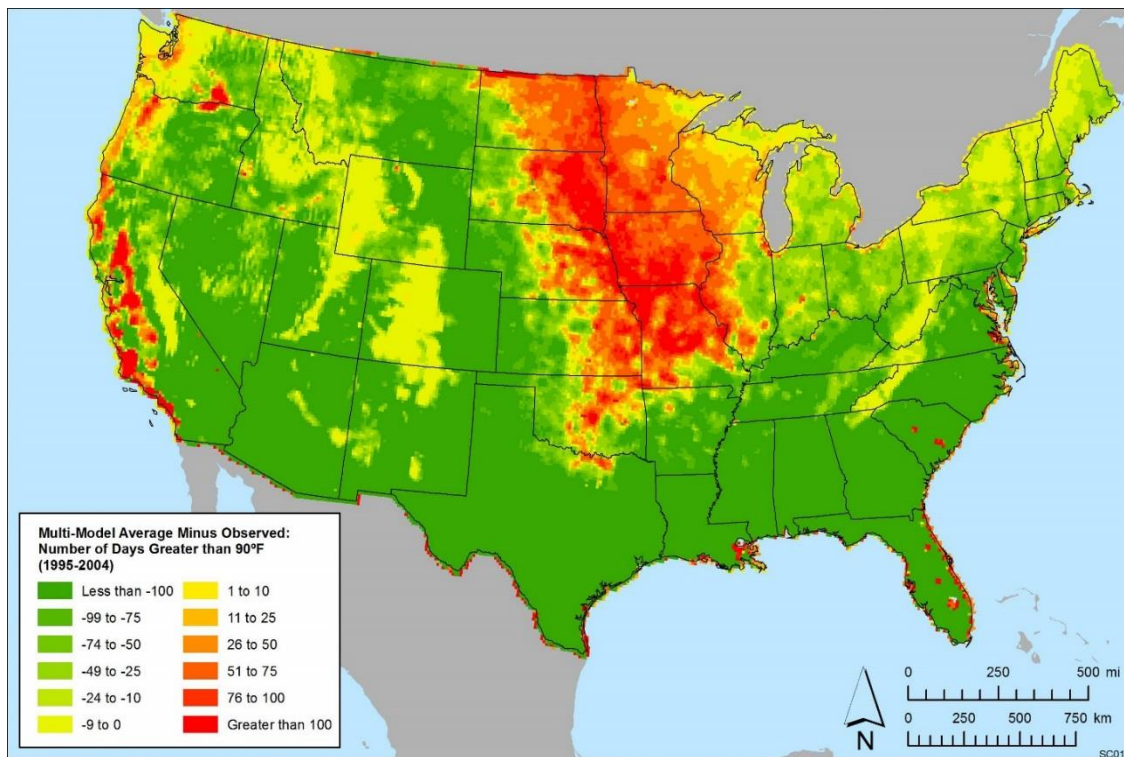 Multi-Model Average Minus Observed:
Number of Days Greater than 90ºF
(1995-2004)
Less than -100
-99 to -75
-74 to -50
-49 to -25
-24 to -10
-9 to 0
1 to 10
11 to 25
26 to 50
51 to 75
76 to 100
Greater than 100
N
0 250 500 mi
0 250 500 750 km
SC01